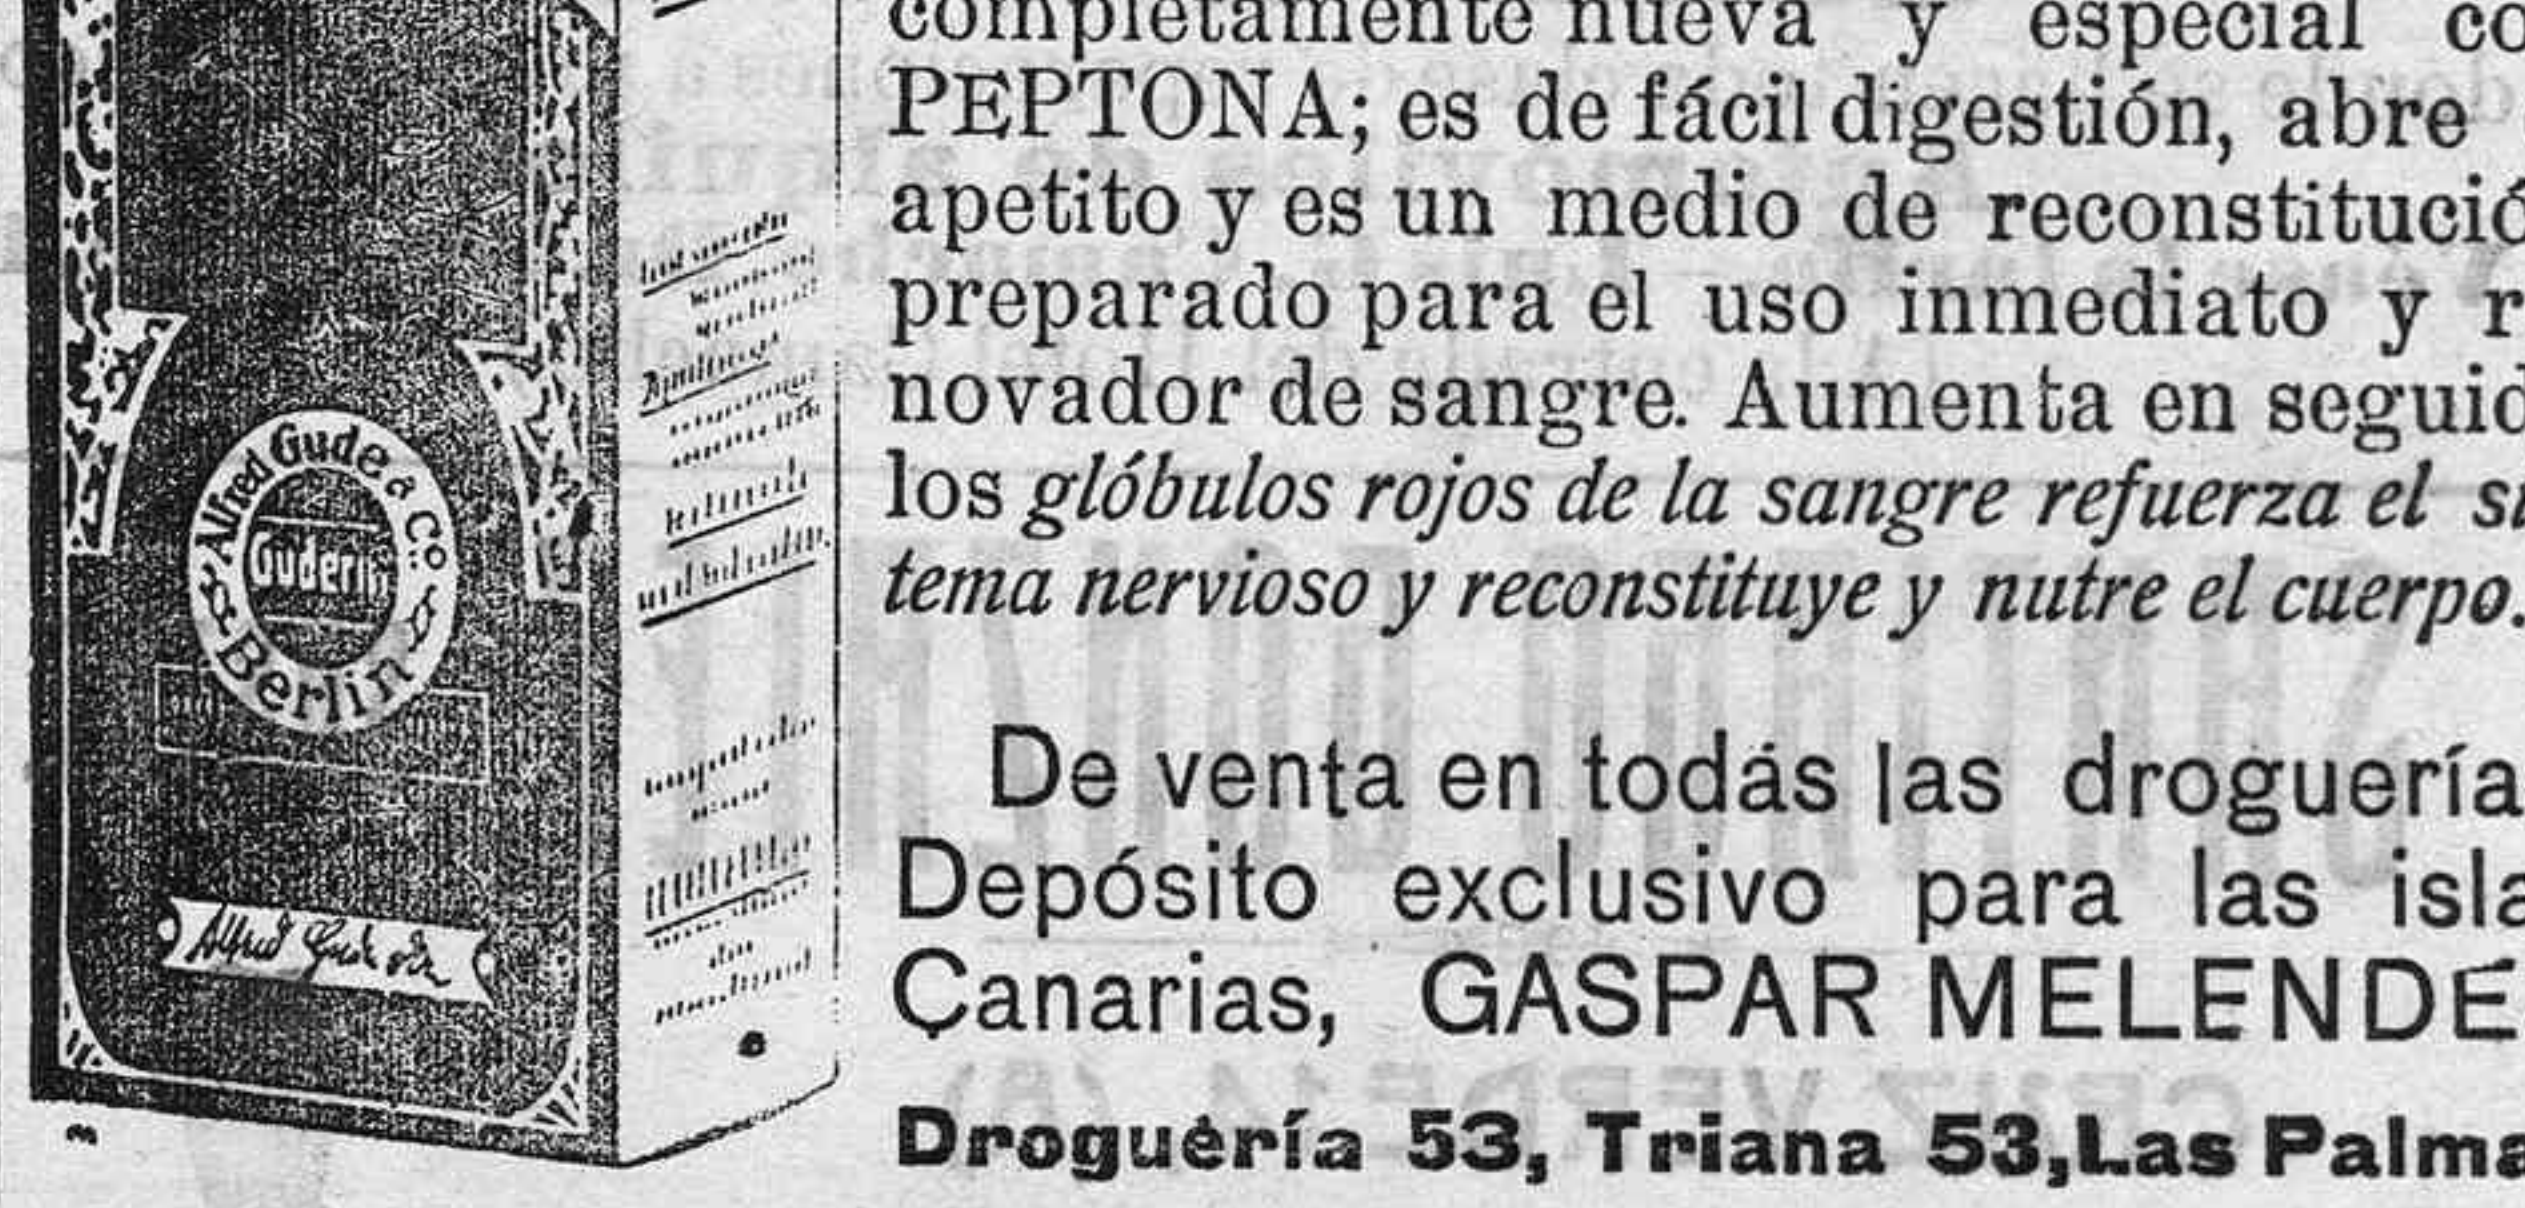 Alfred Gude & Cº.
Guderin
Berlin
completamente nueva y especial co
PEPTONA; es de fácil digestión, abre
apetito y es un medio de reconstitució
preparado para el uso inmediato y r
novador de sangre. Aumenta en seguid
los glóbulos rojos de la sangre refuerza el si
tema nervioso y reconstituye y nutre el cuerpo.
De venta en todas las droguería
Depósito exclusivo para las isla
Canarias, GASPAR MELENDE
Droguería 53, Triana 53,Las Palma